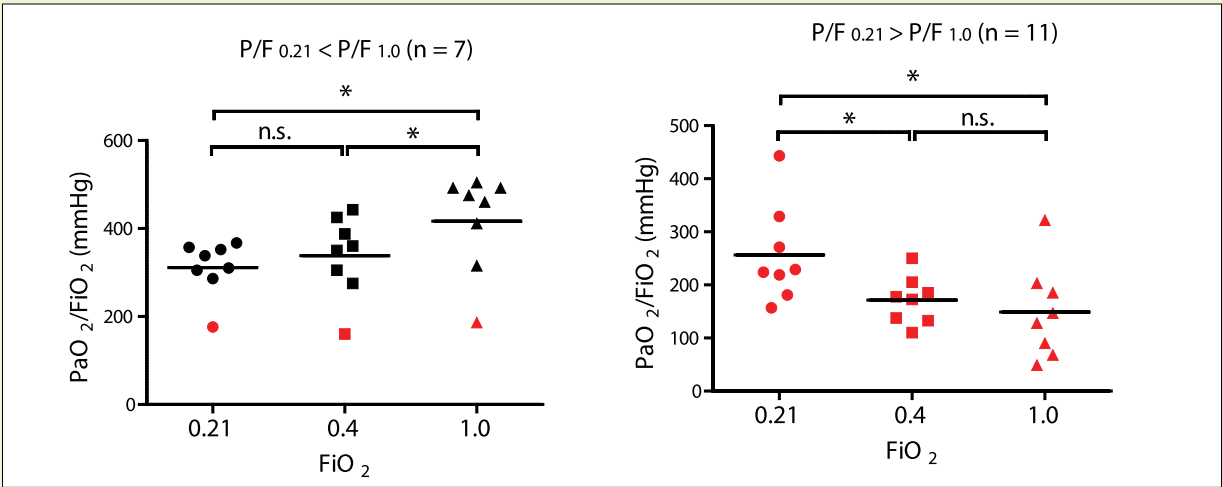 P/F 0.21 < P/F 1.0 (n = 7)
*
n.s.
*
PaO 2/FiO 2 (mmHg)
600
400
200
0
0.21
0.4
1.0
FiO 2
P/F 0.21 > P/F 1.0 (n = 11)
*
*
n.s.
PaO 2/FiO 2 (mmHg)
500
400
300
200
100
0
0.21
0.4
1.0
FiO 2